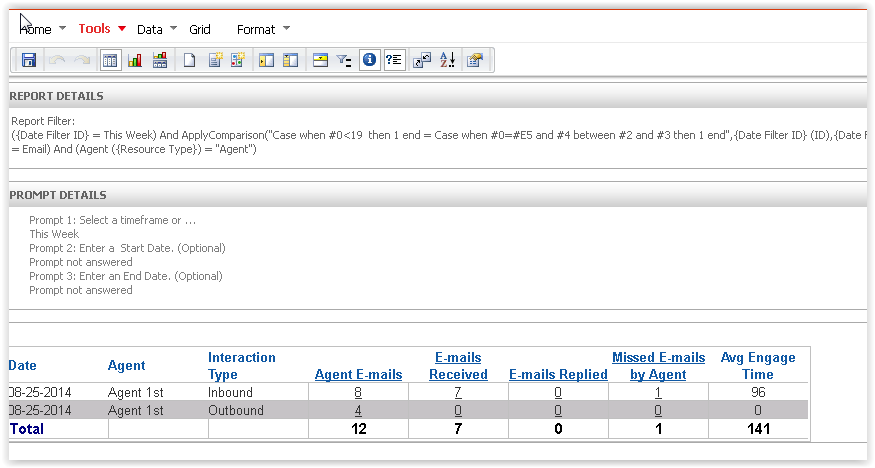 Home Tools Data Grid Format
REPORT DETAILS
Report Filter:
({Date Filter ID} = This Week) And ApplyComparison("Case when #0<19 then 1 end = Case when #0=#E5 and #4 between #2 and #3 then 1 end",{Date Filter ID} (ID),{Date F
= Email) And (Agent ({Resource Type}) = "Agent")
PROMPT DETAILS
Prompt 1: Select a timeframe or ...
This Week
Prompt 2: Enter a Start Date. (Optional)
Prompt not answered
Prompt 3: Enter an End Date. (Optional)
Prompt not answered
Date Agent Interaction Type Agent E-mails E-mails Received E-mails Replied Missed E-mails by Agent Avg Engage Time
08-25-2014 Agent 1st Inbound 8 7 0 1 96
08-25-2014 Agent 1st Outbound 4 0 0 0 0
Total 12 7 0 1 141